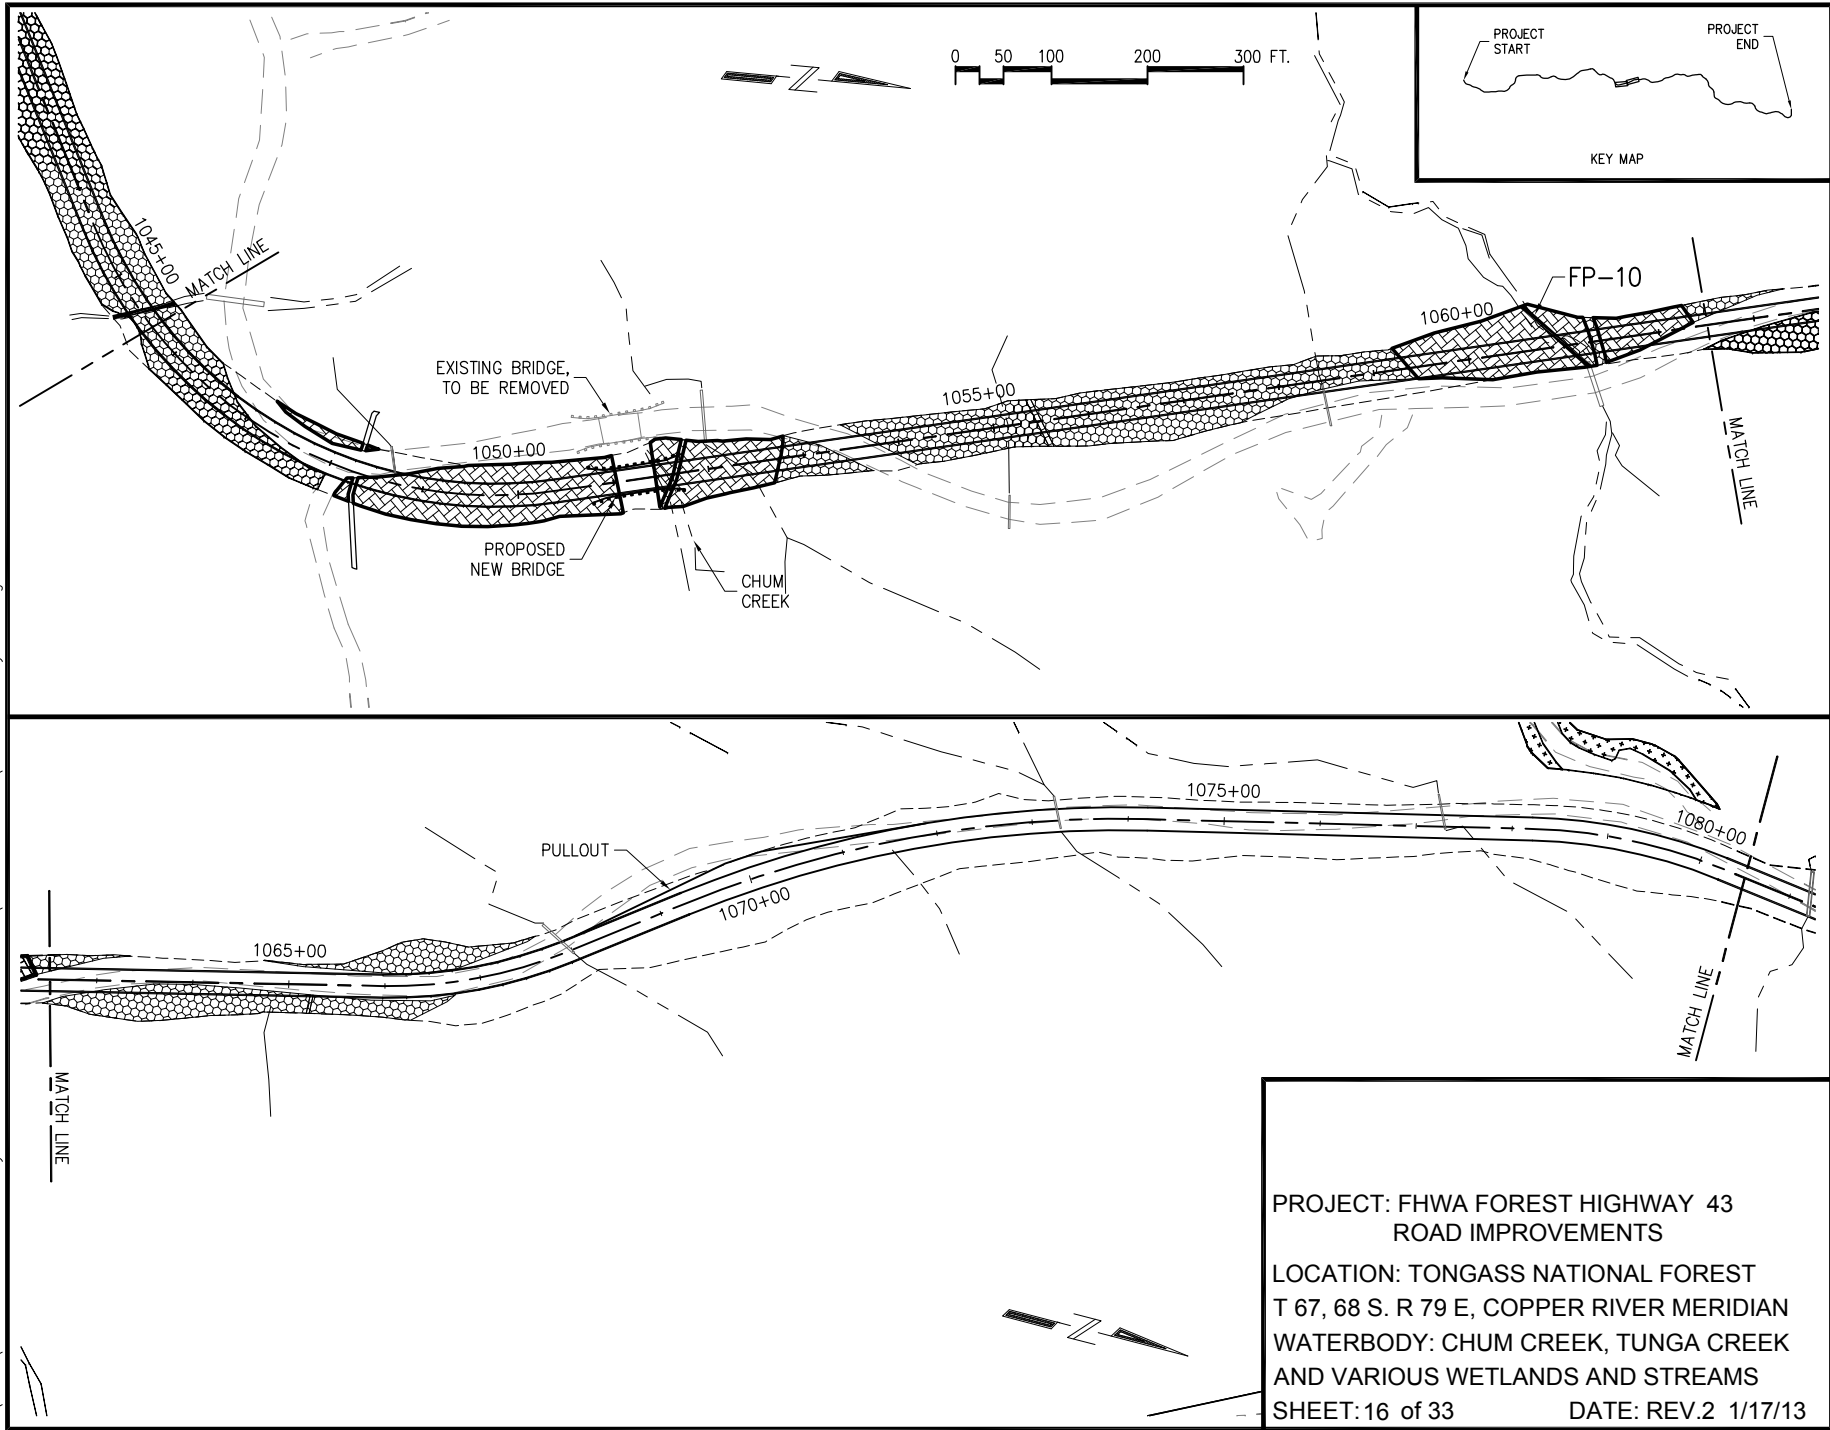 0 50 100 200 300 FT.
PROJECT
START
PROJECT
END
KEY MAP
1045+00
MATCH LINE
EXISTING BRIDGE,
TO BE REMOVED
1050+00
PROPOSED
NEW BRIDGE
CHUM
CREEK
1055+00
1060+00
FP-10
MATCH LINE
1065+00
MATCH LINE
PULLOUT
1070+00
1075+00
1080+00
MATCH LINE
PROJECT: FHWA FOREST HIGHWAY 43
ROAD IMPROVEMENTS
LOCATION: TONGASS NATIONAL FOREST
T 67, 68 S. R 79 E, COPPER RIVER MERIDIAN
WATERBODY: CHUM CREEK, TUNGA CREEK
AND VARIOUS WETLANDS AND STREAMS
SHEET: 16 of 33 DATE: REV.2 1/17/13